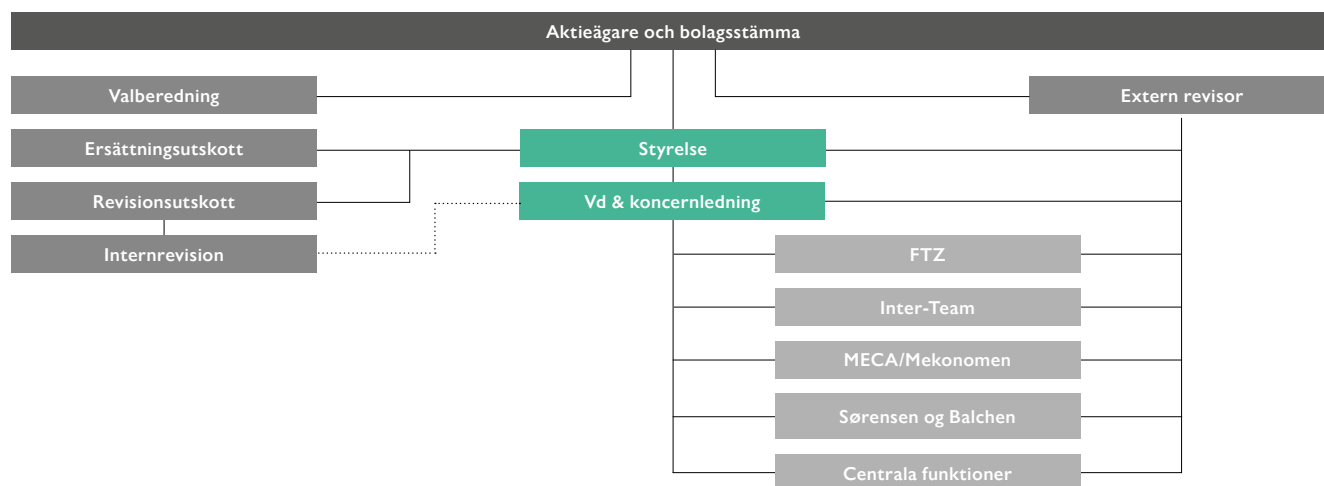 Aktieägare och bolagsstämma
Valberedning
Extern revisor
Ersättningsutskott
Styrelse
Revisionsutskott
Vd & koncernledning
Internrevision
FTZ
Inter-Team
MECA/Mekonomen
Sørensen og Balchen
Centrala funktioner